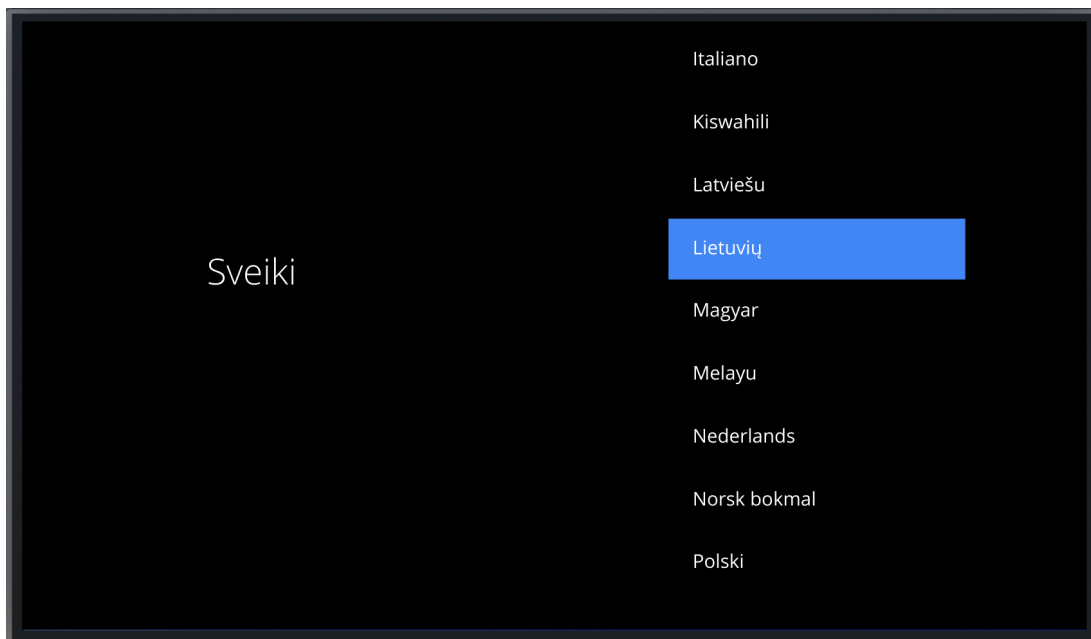 Sveiki
Italiano
Kiswahili
Latviešu
Lietuvių
Magyar
Melayu
Nederlands
Norsk bokmal
Polski